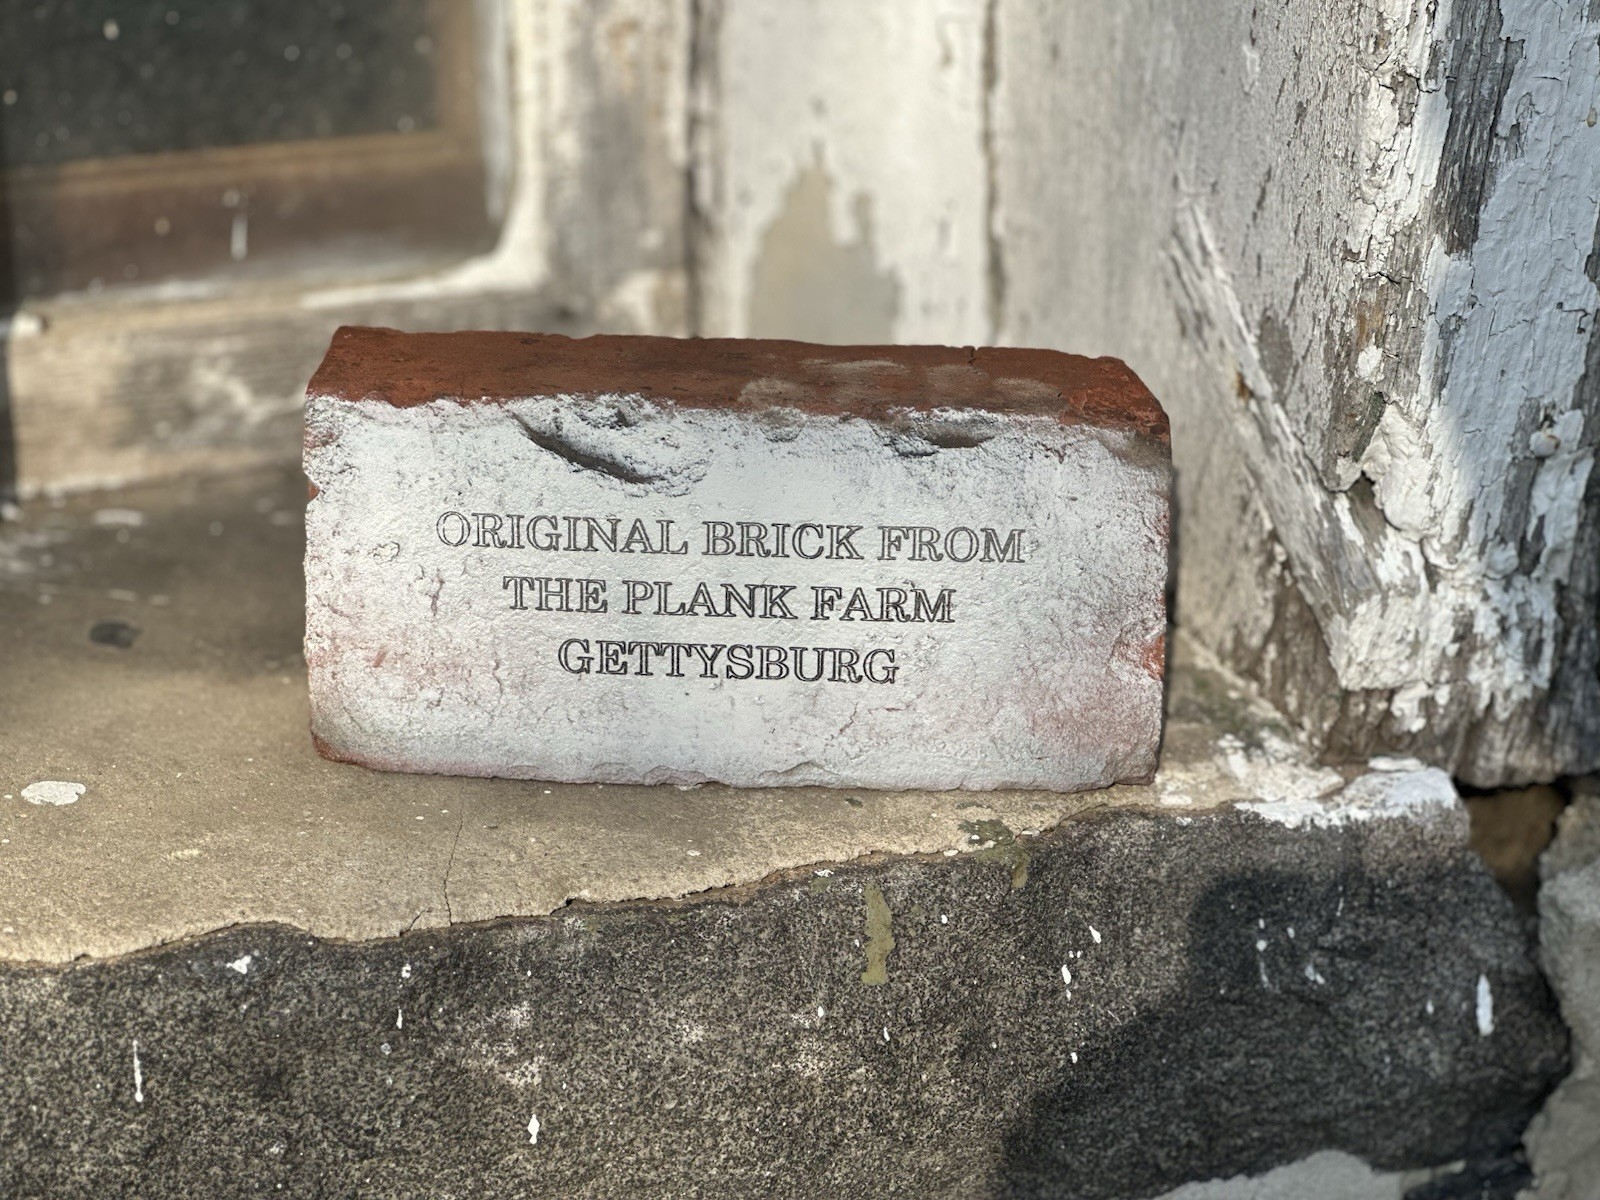 ORIGINAL BRICK FROM
THE PLANK FARM
GETTYSBURG